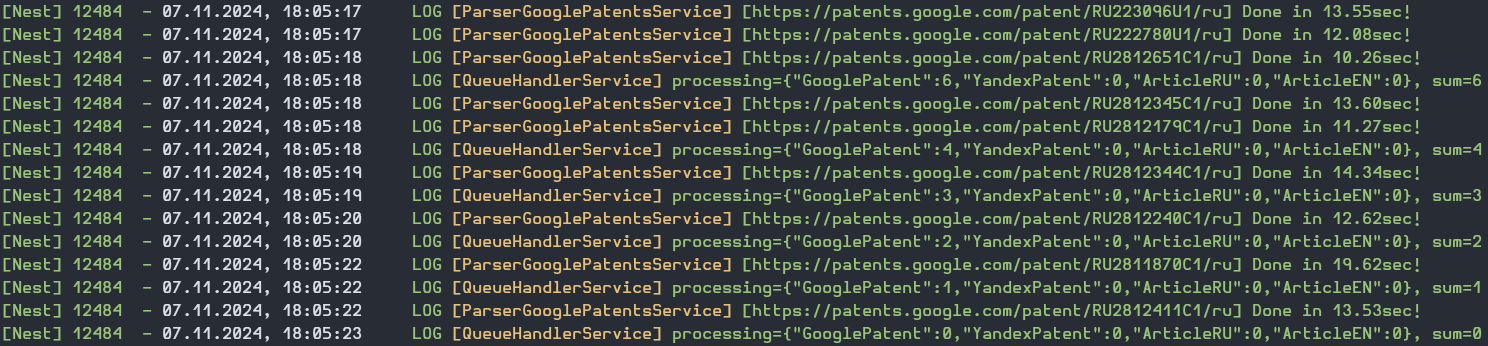 [Nest] 12484  - 07.11.2024, 18:05:17     LOG [ParserGooglePatentsService] [https://patents.google.com/patent/RU223096U1/ru] Done in 13.55sec!
[Nest] 12484  - 07.11.2024, 18:05:17     LOG [ParserGooglePatentsService] [https://patents.google.com/patent/RU222780U1/ru] Done in 12.08sec!
[Nest] 12484  - 07.11.2024, 18:05:18     LOG [ParserGooglePatentsService] [https://patents.google.com/patent/RU2812651C1/ru] Done in 10.26sec!
[Nest] 12484  - 07.11.2024, 18:05:18     LOG [QueueHandlerService] processing={"GooglePatent":6,"YandexPatent":0,"ArticleRU":0,"ArticleEN":0}, sum=6
[Nest] 12484  - 07.11.2024, 18:05:18     LOG [ParserGooglePatentsService] [https://patents.google.com/patent/RU2812345C1/ru] Done in 13.60sec!
[Nest] 12484  - 07.11.2024, 18:05:18     LOG [ParserGooglePatentsService] [https://patents.google.com/patent/RU2812179C1/ru] Done in 11.27sec!
[Nest] 12484  - 07.11.2024, 18:05:18     LOG [QueueHandlerService] processing={"GooglePatent":4,"YandexPatent":0,"ArticleRU":0,"ArticleEN":0}, sum=4
[Nest] 12484  - 07.11.2024, 18:05:19     LOG [ParserGooglePatentsService] [https://patents.google.com/patent/RU2812344C1/ru] Done in 14.34sec!
[Nest] 12484  - 07.11.2024, 18:05:19     LOG [QueueHandlerService] processing={"GooglePatent":3,"YandexPatent":0,"ArticleRU":0,"ArticleEN":0}, sum=3
[Nest] 12484  - 07.11.2024, 18:05:20     LOG [ParserGooglePatentsService] [https://patents.google.com/patent/RU2812240C1/ru] Done in 12.62sec!
[Nest] 12484  - 07.11.2024, 18:05:20     LOG [QueueHandlerService] processing={"GooglePatent":2,"YandexPatent":0,"ArticleRU":0,"ArticleEN":0}, sum=2
[Nest] 12484  - 07.11.2024, 18:05:22     LOG [ParserGooglePatentsService] [https://patents.google.com/patent/RU2811870C1/ru] Done in 19.62sec!
[Nest] 12484  - 07.11.2024, 18:05:22     LOG [QueueHandlerService] processing={"GooglePatent":1,"YandexPatent":0,"ArticleRU":0,"ArticleEN":0}, sum=1
[Nest] 12484  - 07.11.2024, 18:05:22     LOG [ParserGooglePatentsService] [https://patents.google.com/patent/RU2812411C1/ru] Done in 13.53sec!
[Nest] 12484  - 07.11.2024, 18:05:23     LOG [QueueHandlerService] processing={"GooglePatent":0,"YandexPatent":0,"ArticleRU":0,"ArticleEN":0}, sum=0